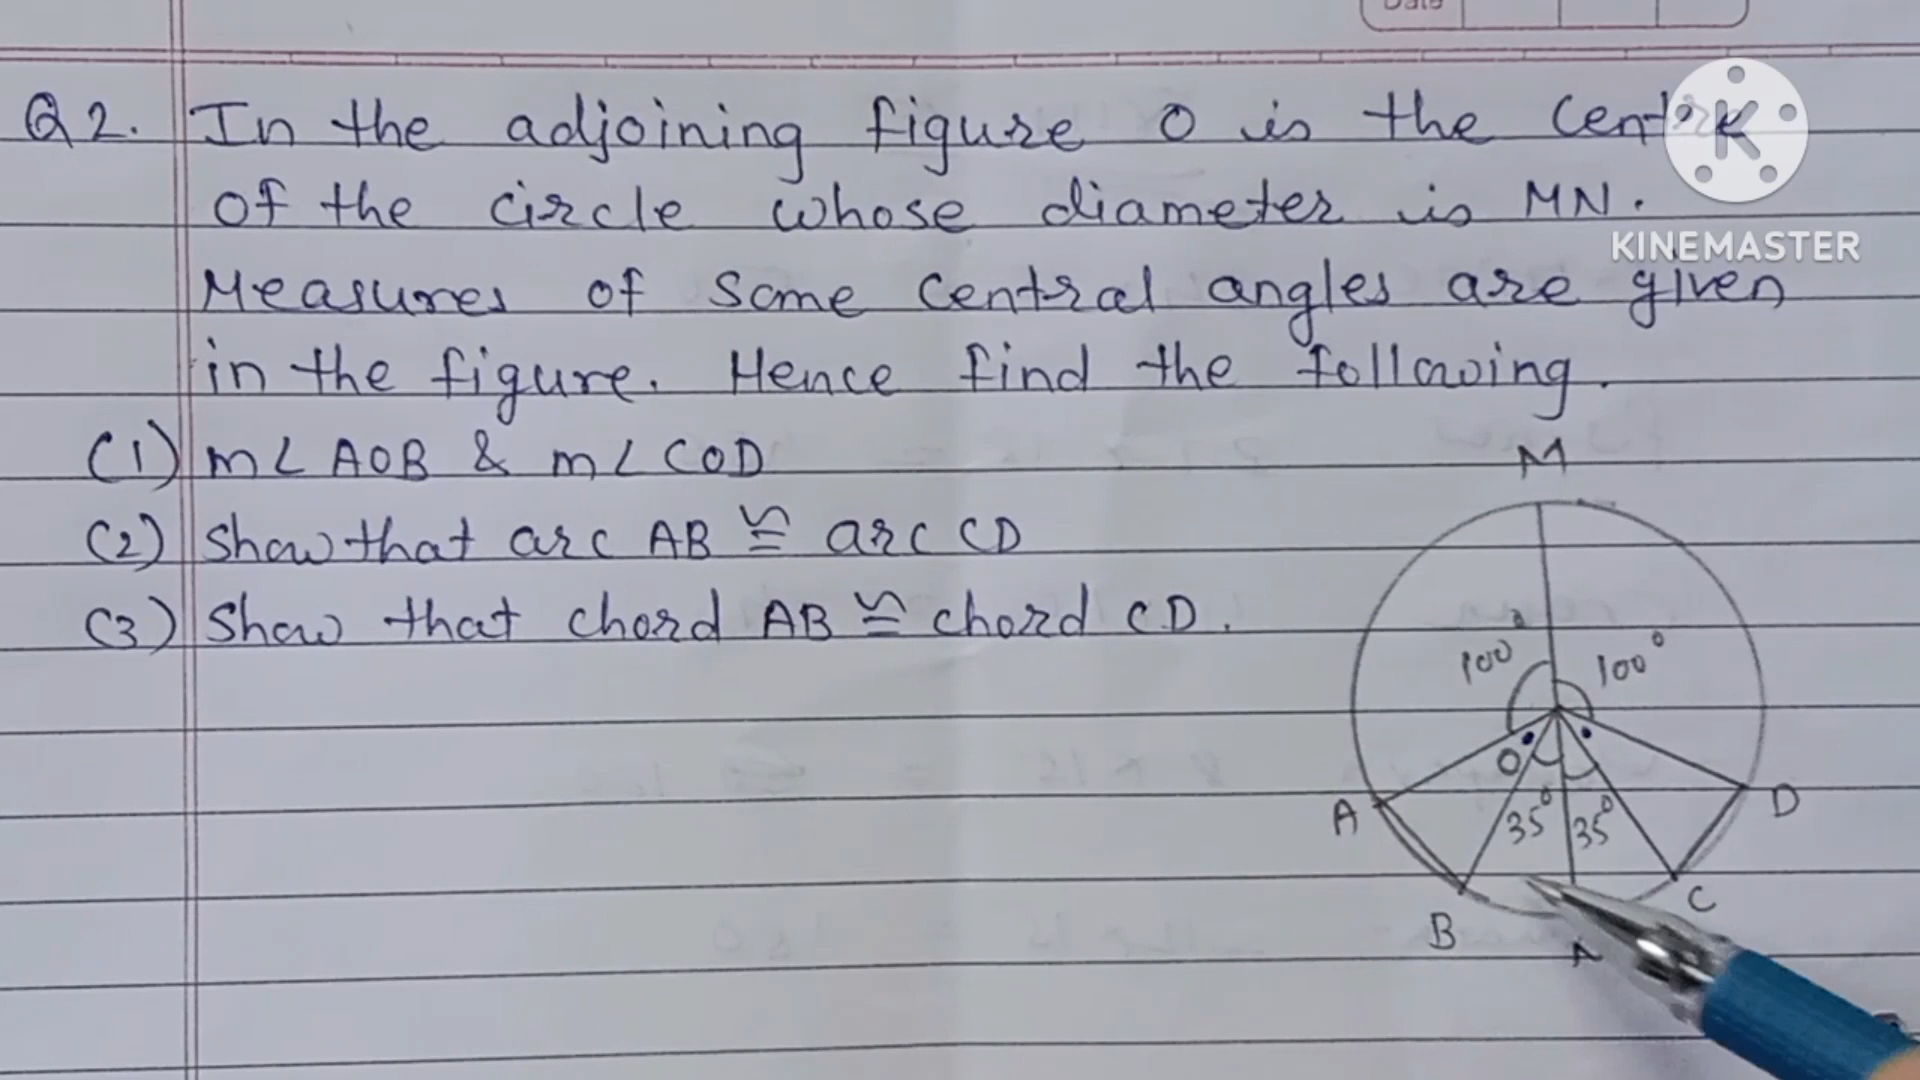 Date
Q2. In the adjoining figure O is the centre
K
of the circle whose diameter is MN.
KINEMASTER
Measures of some central angles are given
in the figure. Hence find the following.
(1) m∠AOB & m∠COD
(2) Show that arc AB ≅ arc CD
(3) Show that chord AB ≅ chord CD.
M
100° 100°
O
A 35° 35° D
B C